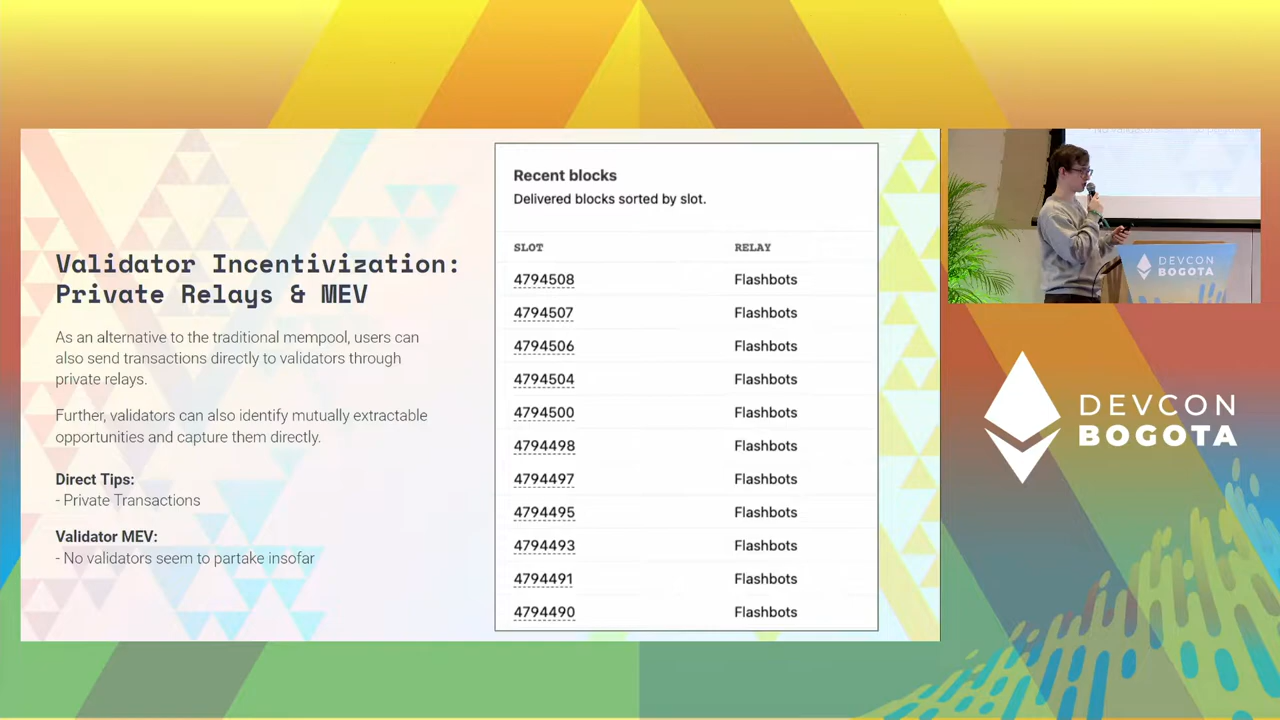 Validator Incentivization:
Private Relays & MEV
As an alternative to the traditional mempool, users can
also send transactions directly to validators through
private relays.
Further, validators can also identify mutually extractable
opportunities and capture them directly.
Direct Tips:
- Private Transactions
Validator MEV:
- No validators seem to partake insofar
Recent blocks
Delivered blocks sorted by slot.
SLOT RELAY
4794508 Flashbots
4794507 Flashbots
4794506 Flashbots
4794504 Flashbots
4794500 Flashbots
4794498 Flashbots
4794497 Flashbots
4794495 Flashbots
4794493 Flashbots
4794491 Flashbots
4794490 Flashbots
DEVCON
BOGOTA
DEVCON
BOGOTA